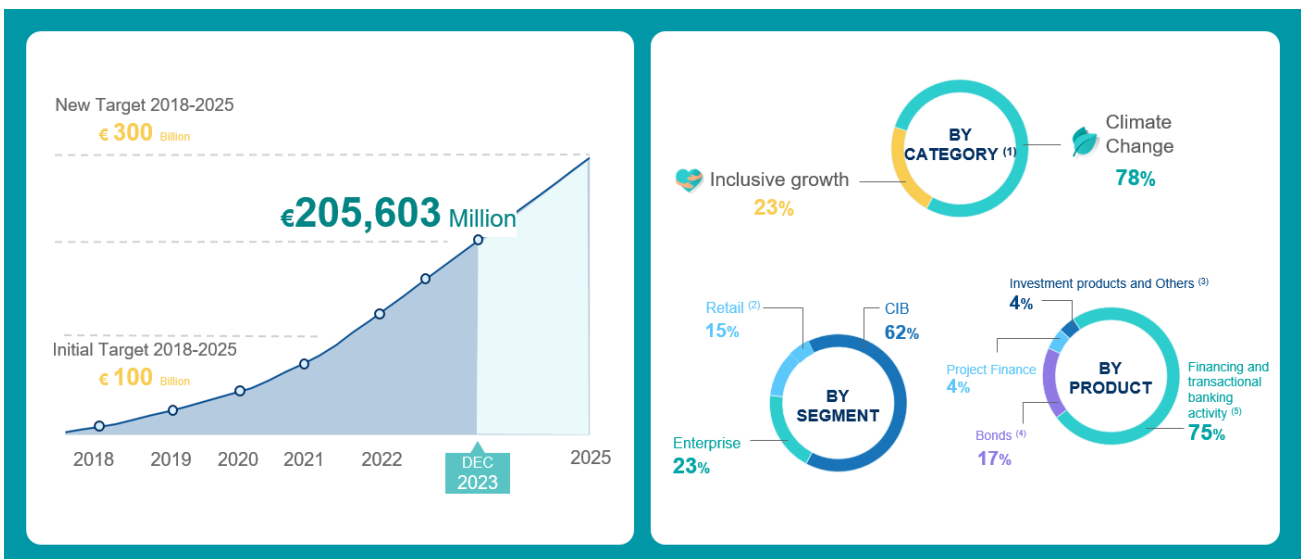 New Target 2018-2025
€ 300 Billion
€205,603 Million
Initial Target 2018-2025
€ 100 Billion
2018
2019
2020
2021
2022
DEC
2023
2025
BY
CATEGORY (1)
Climate
Change
78%
Inclusive growth
23%
Retail (2)
15%
CIB
62%
BY
SEGMENT
Enterprise
23%
Investment products and Others (3)
4%
Project Finance
4%
BY
PRODUCT
Financing and
transactional
banking
activity (5)
75%
Bonds (4)
17%